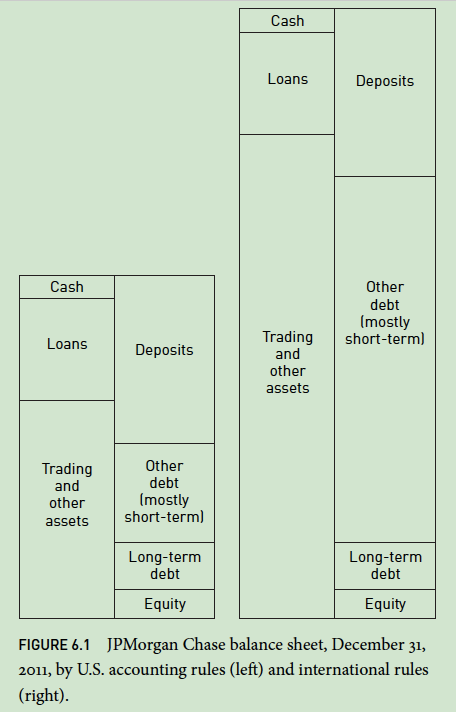 Cash
Loans
Trading
and
other
assets
Deposits
Other
debt
(mostly
short-term)
Long-term
debt
Equity
Cash
Loans
Trading
and
other
assets
Deposits
Other
debt
(mostly
short-term)
Long-term
debt
Equity
FIGURE 6.1 JPMorgan Chase balance sheet, December 31,
2011, by U.S. accounting rules (left) and international rules
(right).